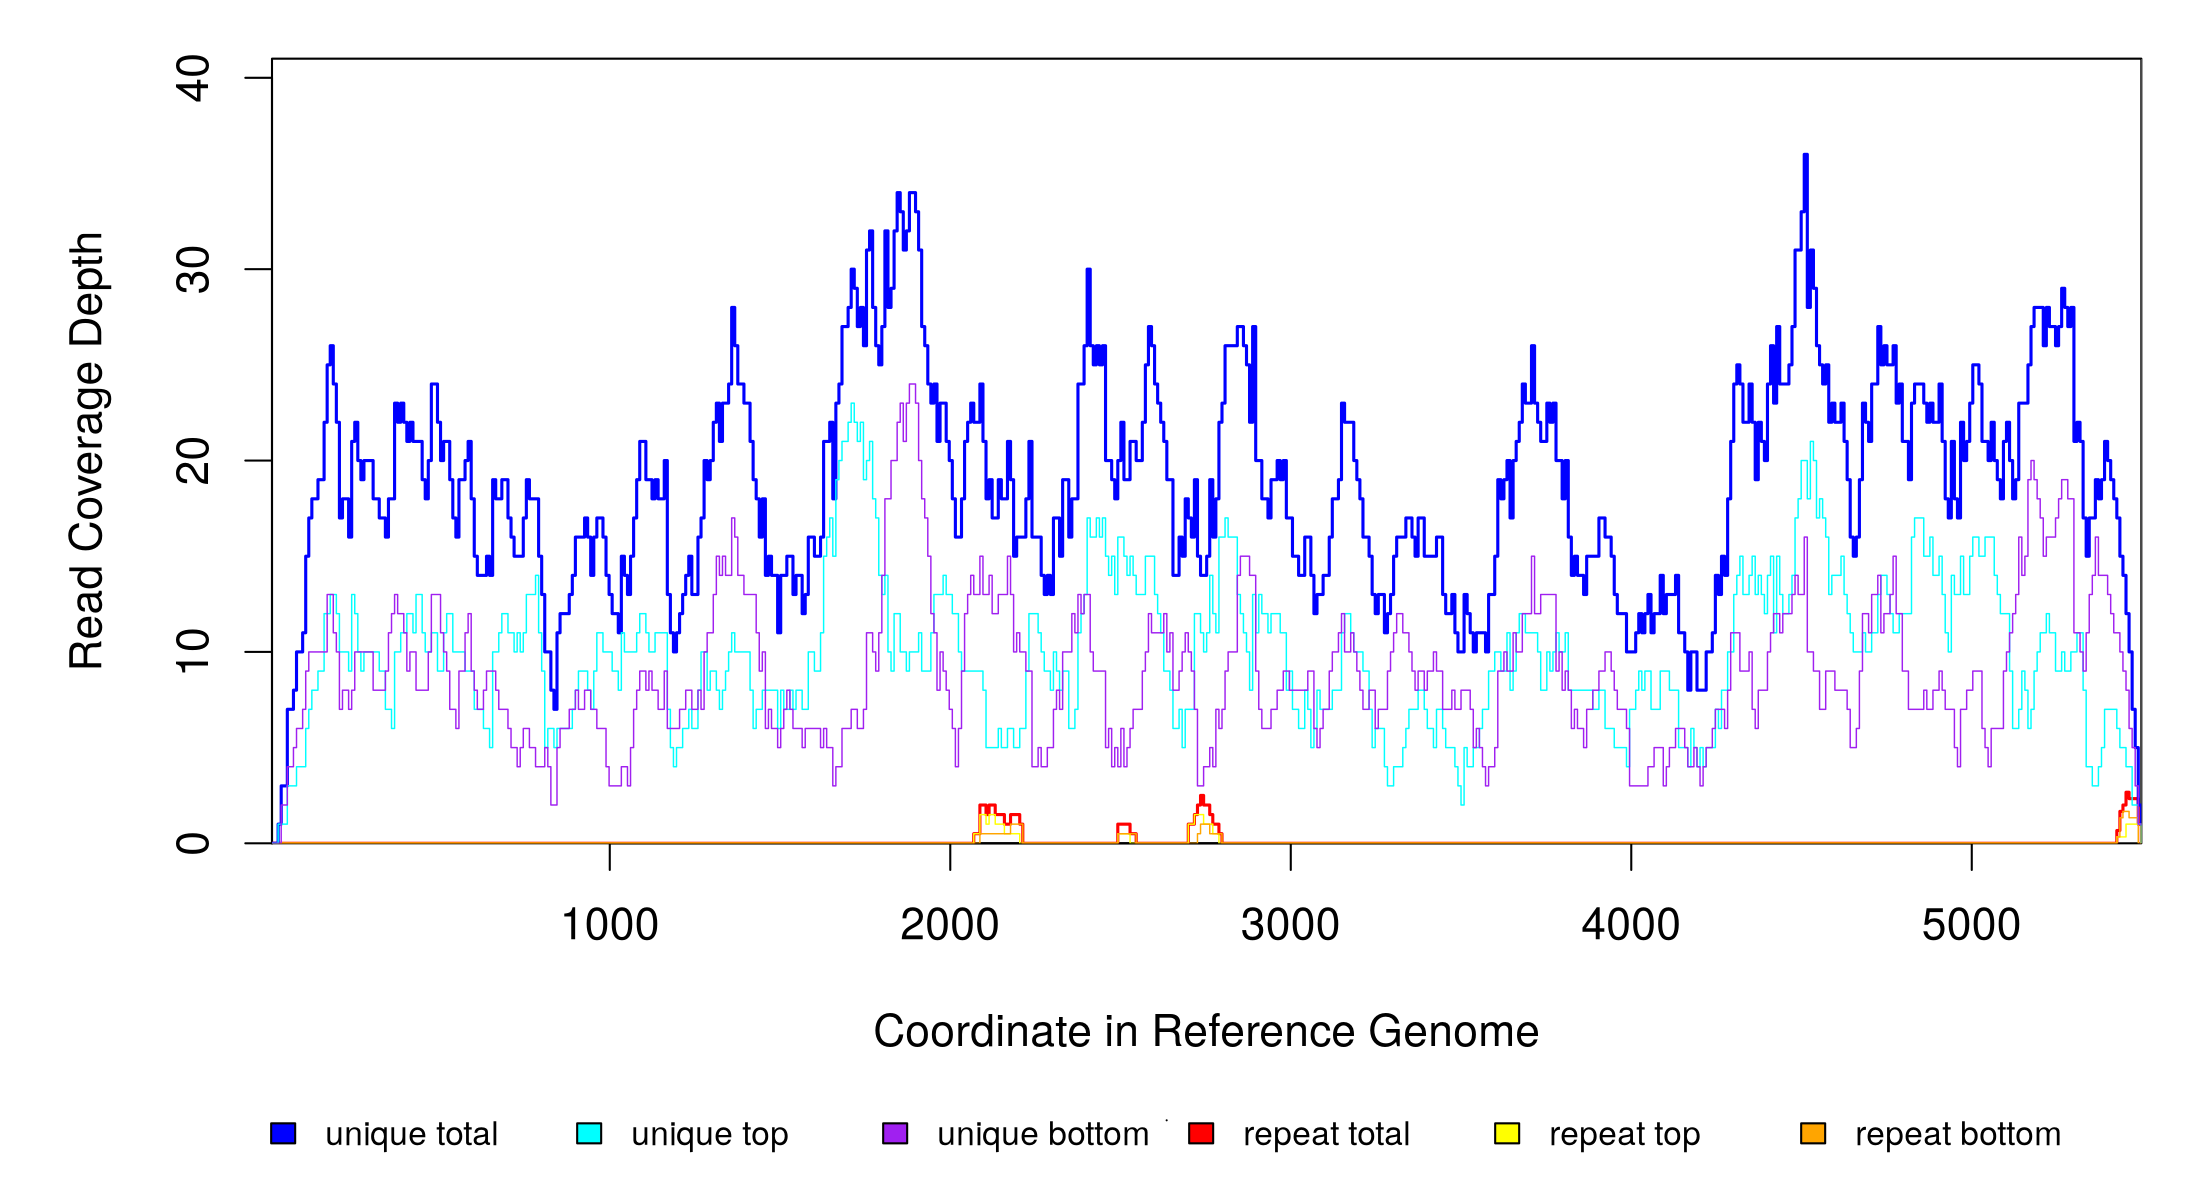 40
30
20
10
0
Read Coverage Depth
1000 2000 3000 4000 5000
Coordinate in Reference Genome
unique total unique top unique bottom repeat total repeat top repeat bottom